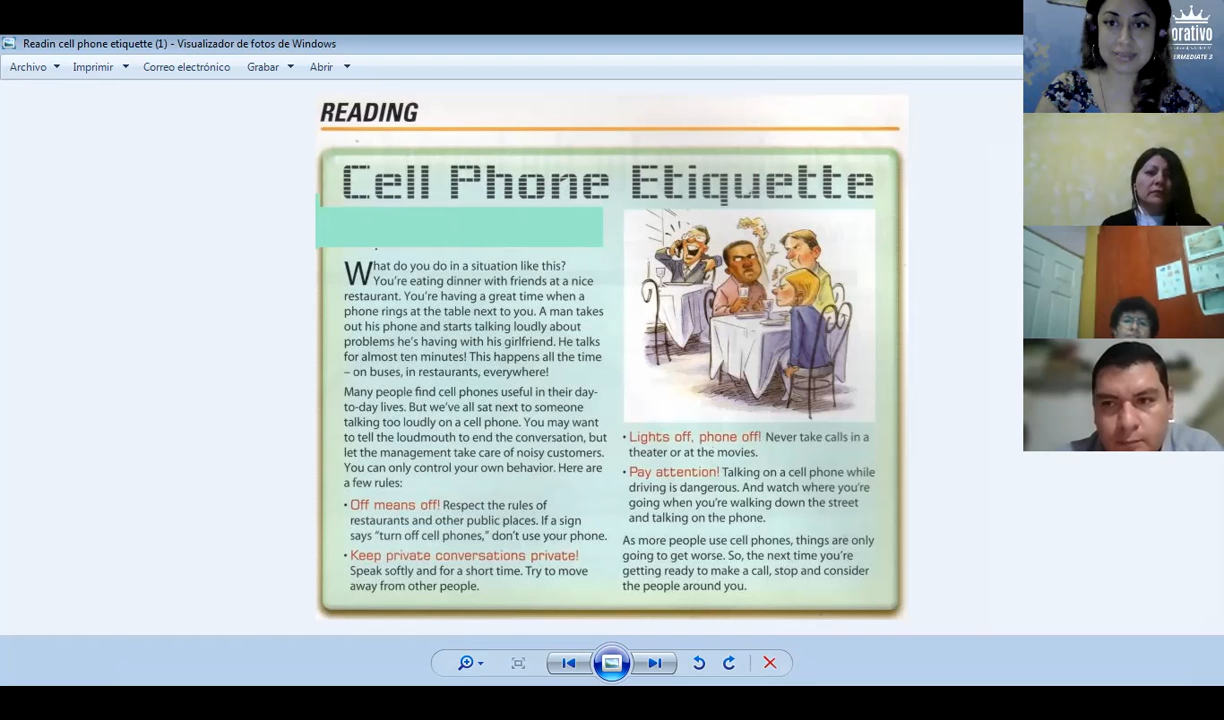 Readin cell phone etiquette (1) - Visualizador de fotos de Windows
Archivo Imprimir Correo electrónico Grabar Abrir
orativo
ERMEDIATE 3
READING
Cell Phone Etiquette
What do you do in a situation like this?
You're eating dinner with friends at a nice
restaurant. You're having a great time when a
phone rings at the table next to you. A man takes
out his phone and starts talking loudly about
problems he's having with his girlfriend. He talks
for almost ten minutes! This happens all the time
– on buses, in restaurants, everywhere!
Many people find cell phones useful in their day-
to-day lives. But we've all sat next to someone
talking too loudly on a cell phone. You may want
to tell the loudmouth to end the conversation, but
let the management take care of noisy customers.
You can only control your own behavior. Here are
a few rules:
• Off means off! Respect the rules of
restaurants and other public places. If a sign
says "turn off cell phones," don't use your phone.
• Keep private conversations private!
Speak softly and for a short time. Try to move
away from other people.
• Lights off, phone off! Never take calls in a
theater or at the movies.
• Pay attention! Talking on a cell phone while
driving is dangerous. And watch where you're
going when you're walking down the street
and talking on the phone.
As more people use cell phones, things are only
going to get worse. So, the next time you're
getting ready to make a call, stop and consider
the people around you.